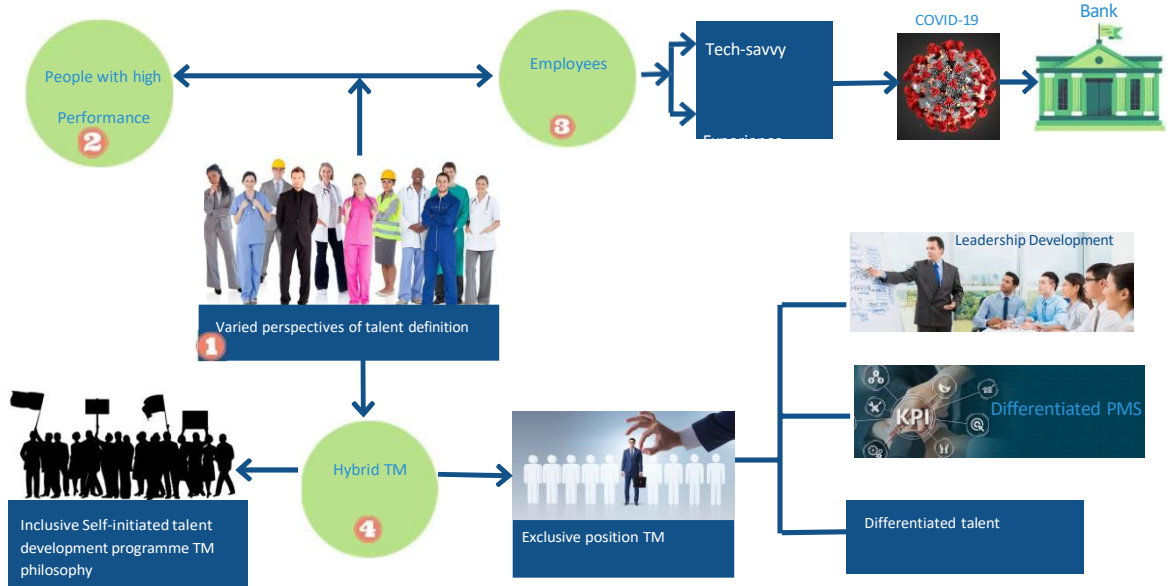 COVID-19
Bank
People with high
Performance
2
Employees
3
Tech-savvy
Experience
Varied perspectives of talent definition
1
Leadership Development
KPI
Differentiated PMS
Hybrid TM
4
Inclusive Self-initiated talent
development programme TM
philosophy
Exclusive position TM
Differentiated talent